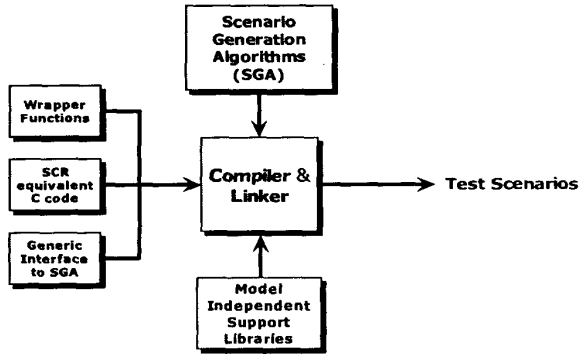 Scenario
Generation
Algorithms
(SGA)
Wrapper
Functions
SCR
equivalent
C code
Generic
Interface
to SGA
Compiler &
Linker
Test Scenarios
Model
Independent
Support
Libraries